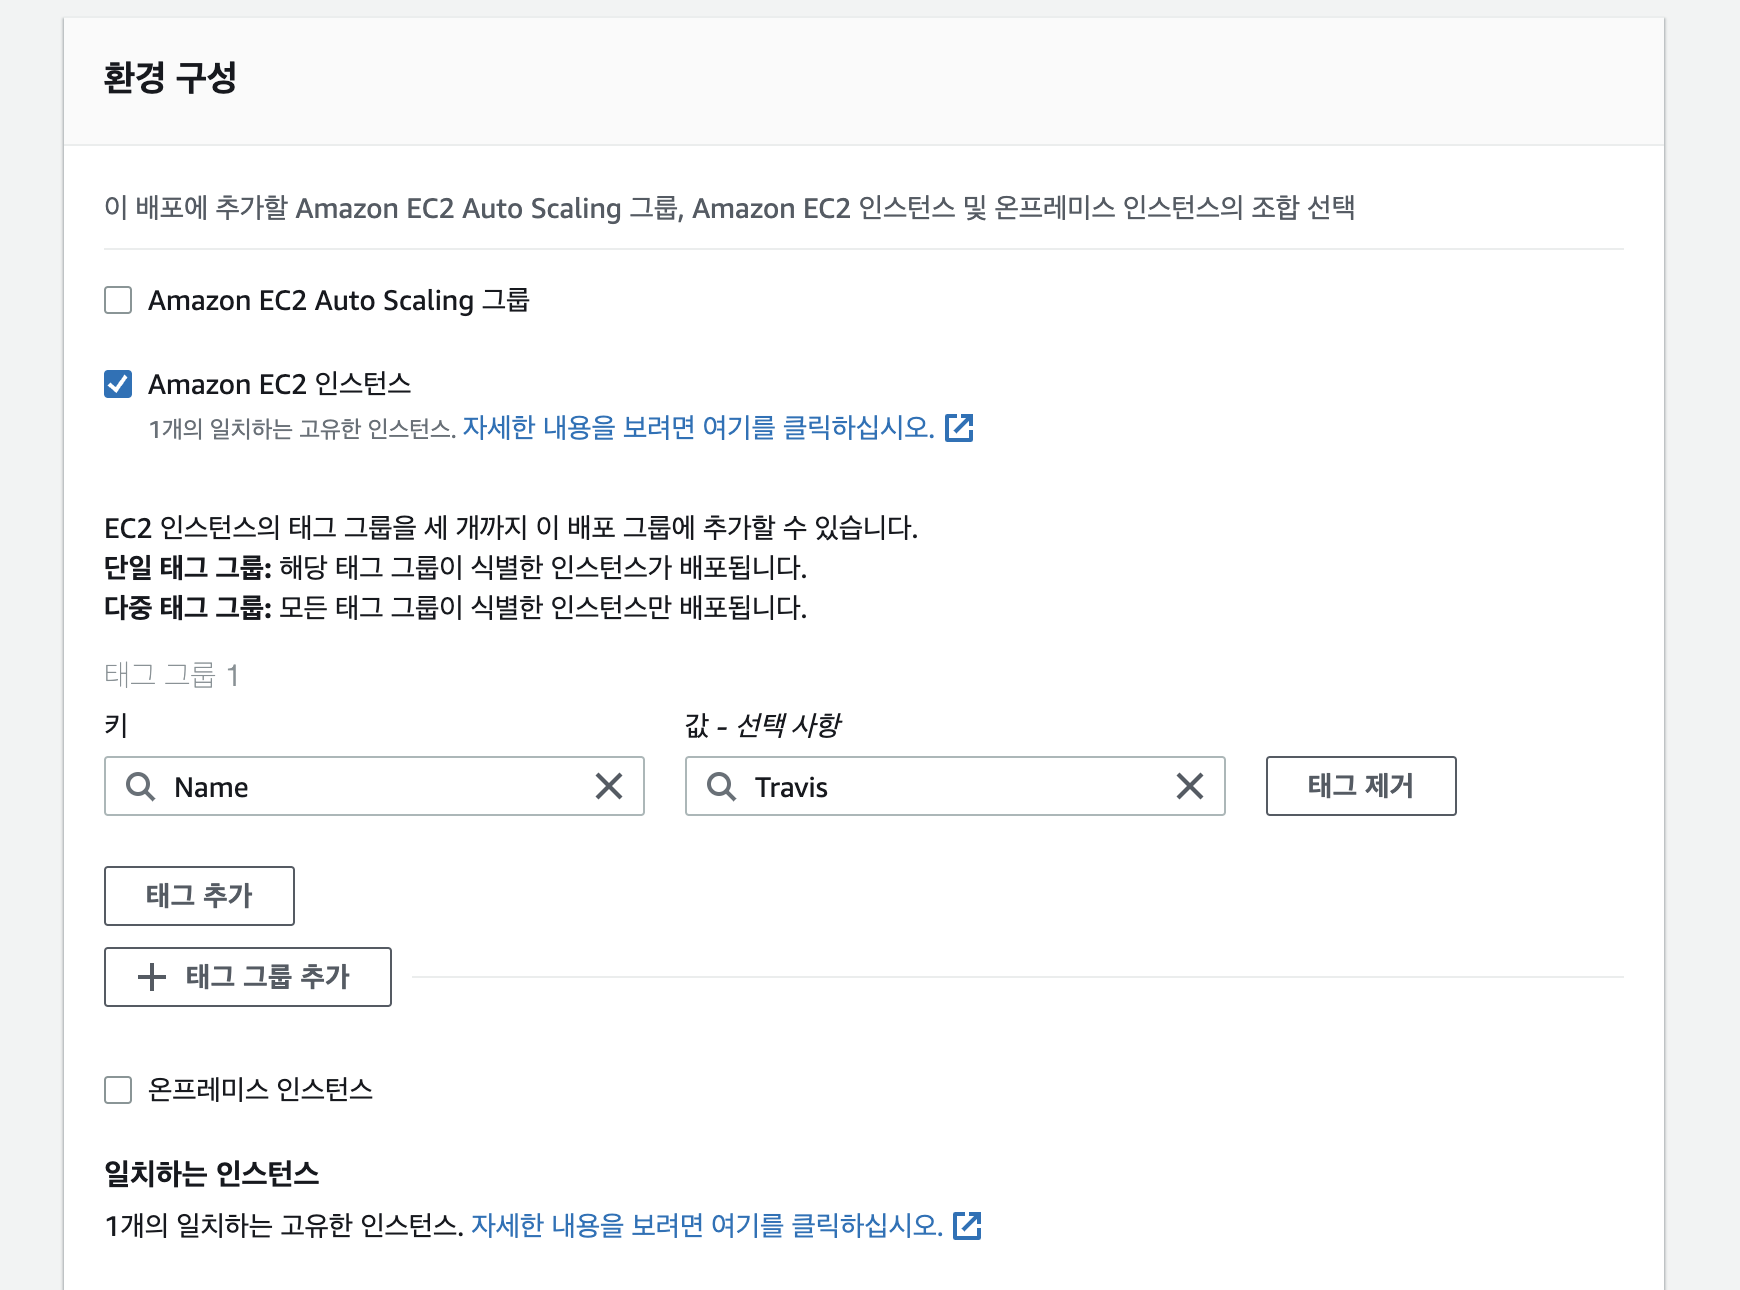 환경 구성
이 배포에 추가할 Amazon EC2 Auto Scaling 그룹, Amazon EC2 인스턴스 및 온프레미스 인스턴스의 조합 선택
Amazon EC2 Auto Scaling 그룹
Amazon EC2 인스턴스
1개의 일치하는 고유한 인스턴스. 자세한 내용을 보려면 여기를 클릭하십시오.
EC2 인스턴스의 태그 그룹을 세 개까지 이 배포 그룹에 추가할 수 있습니다.
단일 태그 그룹: 해당 태그 그룹이 식별한 인스턴스가 배포됩니다.
다중 태그 그룹: 모든 태그 그룹이 식별한 인스턴스만 배포됩니다.
태그 그룹 1
키 값 - 선택 사항
Name Travis 태그 제거
태그 추가
태그 그룹 추가
온프레미스 인스턴스
일치하는 인스턴스
1개의 일치하는 고유한 인스턴스. 자세한 내용을 보려면 여기를 클릭하십시오.